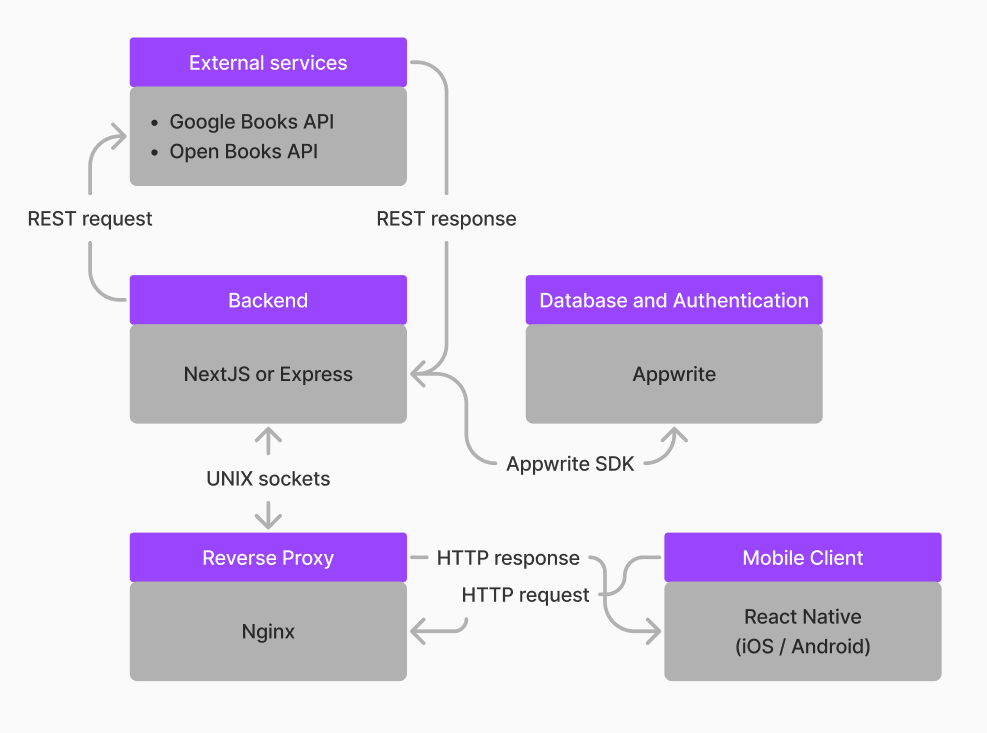 External services
• Google Books API
• Open Books API
REST request
REST response
Backend
NextJS or Express
Database and Authentication
Appwrite
Appwrite SDK
UNIX sockets
Reverse Proxy
Nginx
HTTP response
HTTP request
Mobile Client
React Native
(iOS / Android)